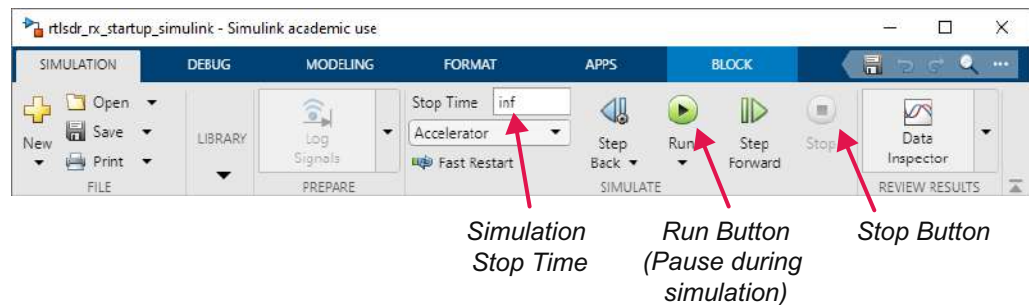 rtlsdr_rx_startup_simulink - Simulink academic use
SIMULATION DEBUG MODELING FORMAT APPS BLOCK
New
Open
Save
Print
FILE
LIBRARY
Log
Signals
PREPARE
Stop Time inf
Accelerator
Fast Restart
Step
Back
Run
Step
Forward
Stop
SIMULATE
Data
Inspector
REVIEW RESULTS
Simulation
Stop Time
Run Button
(Pause during
simulation)
Stop Button